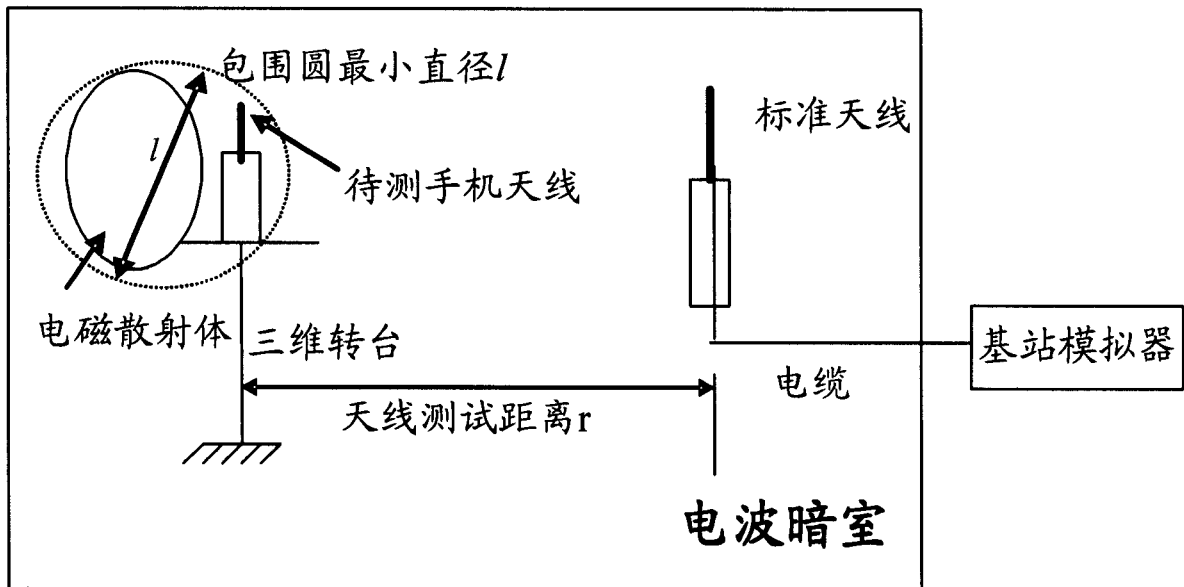 包围圆最小直径l
l
标准天线
待测手机天线
电磁散射体
三维转台
基站模拟器
电缆
天线测试距离r
电波暗室